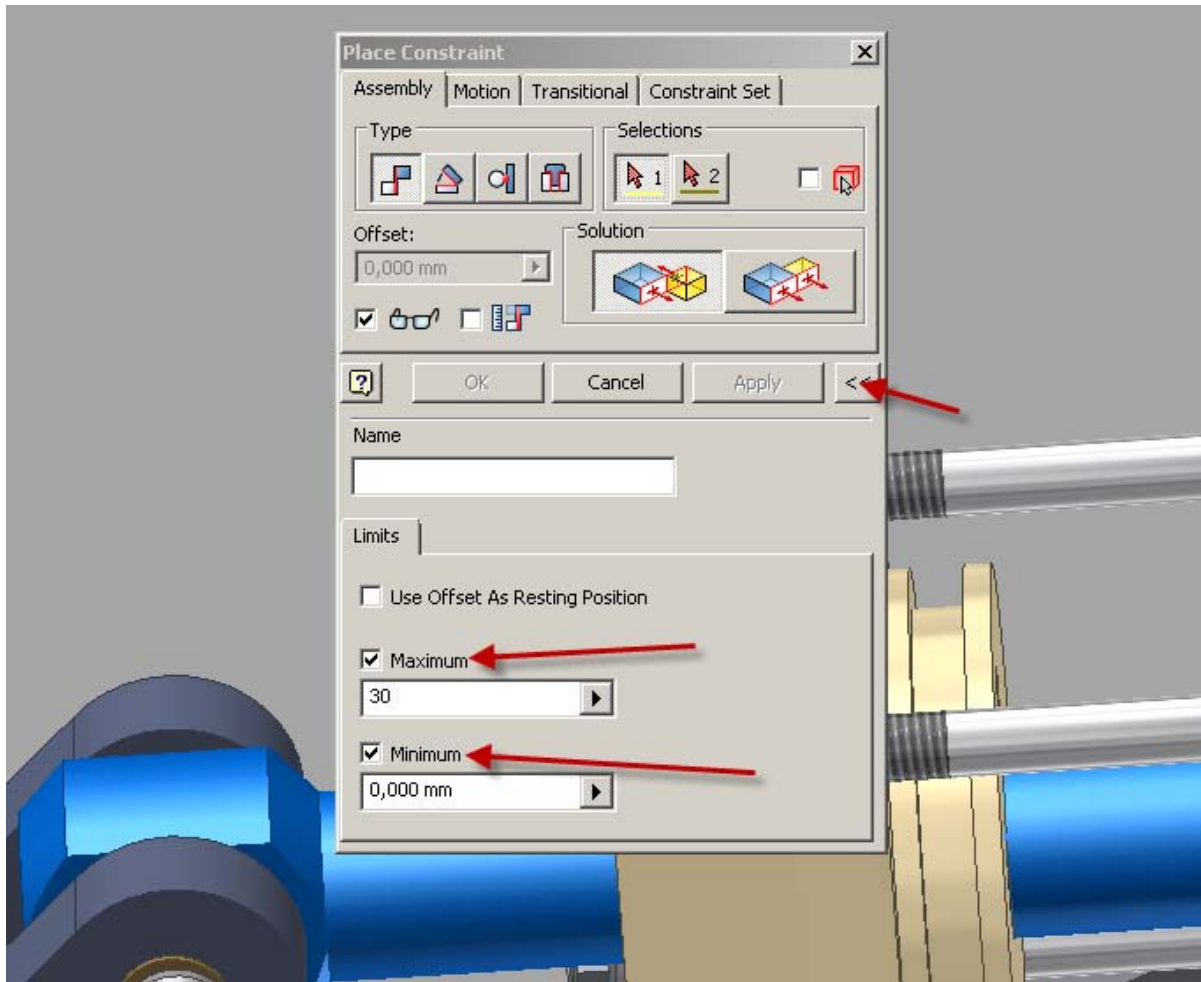 Place Constraint
Assembly Motion Transitional Constraint Set
Type Selections
1 2
Offset: Solution
0,000 mm
? OK Cancel Apply <<
Name
Limits
Use Offset As Resting Position
Maximum
30
Minimum
0,000 mm